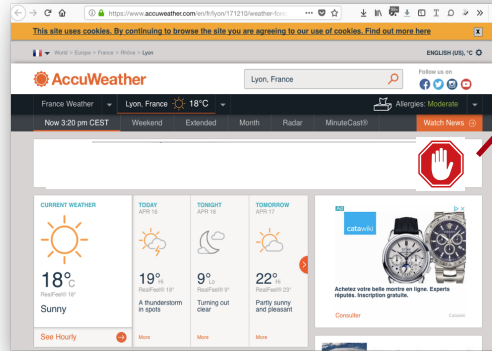 https://www.accuweather.com/en/fr/lyon/171210/weather-fore
This site uses cookies. By continuing to browse the site you are agreeing to our use of cookies. Find out more here
World > Europe > France > Rhône > Lyon
ENGLISH (US), °C
AccuWeather
Lyon, France
Follow us on
France Weather
Lyon, France 18°C
Allergies: Moderate
Now 3:20 pm CEST Weekend Extended Month Radar MinuteCast® Watch News
CURRENT WEATHER
18°C
RealFeel® 18°
Sunny
See Hourly
TODAY
APR 16
19° Hi
RealFeel® 19°
A thunderstorm
in spots
More
TONIGHT
APR 16
9° Lo
RealFeel® 9°
Turning out
clear
More
TOMORROW
APR 17
22° Hi
RealFeel® 23°
Partly sunny
and pleasant
More
Ad
catawiki
Achetez votre belle montre en ligne. Experts
réputés. Inscription gratuite.
Consulter
Catawiki